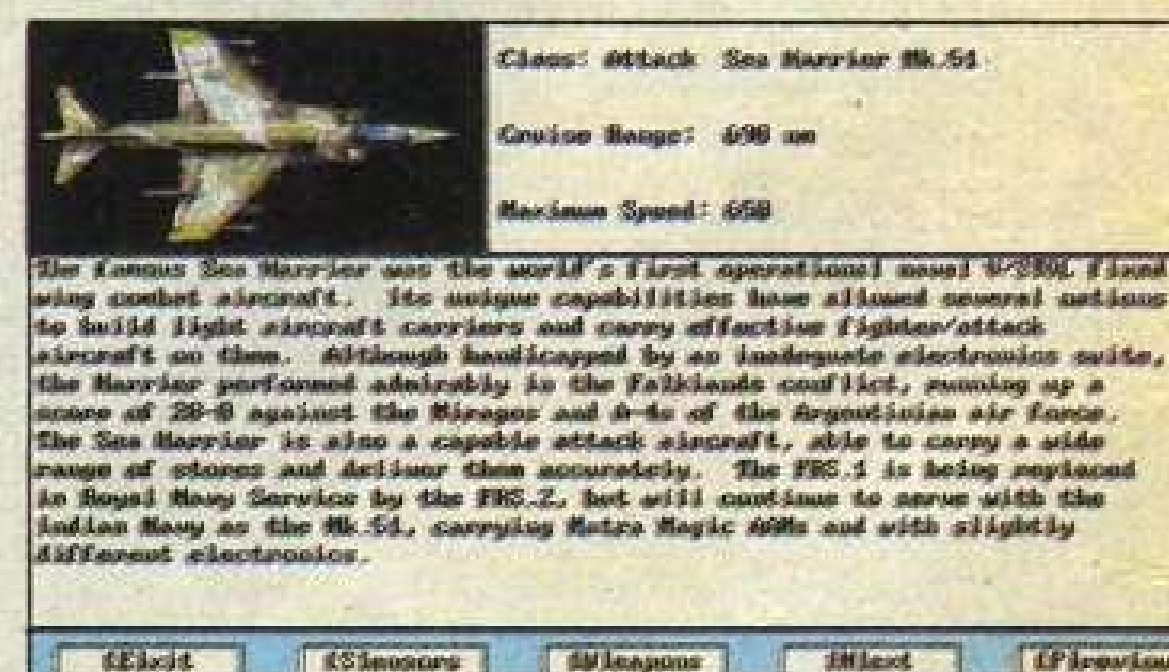 Class: Attack Sea Harrier Mk.51
Cruise Range: 690 nm
Maximum Speed: 650
The famous Sea Harrier was the world's first operational naval V/STOL fixed
wing combat aircraft. Its unique capabilities have allowed several nations
to build light aircraft carriers and carry effective fighter/attack
aircraft on them. Although handicapped by an inadequate electronics suite,
the Harrier performed admirably in the Falklands conflict, running up a
score of 28-0 against the Mirages and A-4s of the Argentinian air force.
The Sea Harrier is also a capable attack aircraft, able to carry a wide
range of stores and deliver them accurately. The FRS.1 is being replaced
in Royal Navy Service by the FRS.2, but will continue to serve with the
Indian Navy as the Mk.51, carrying Matra Magic AAMs and with slightly
different electronics.